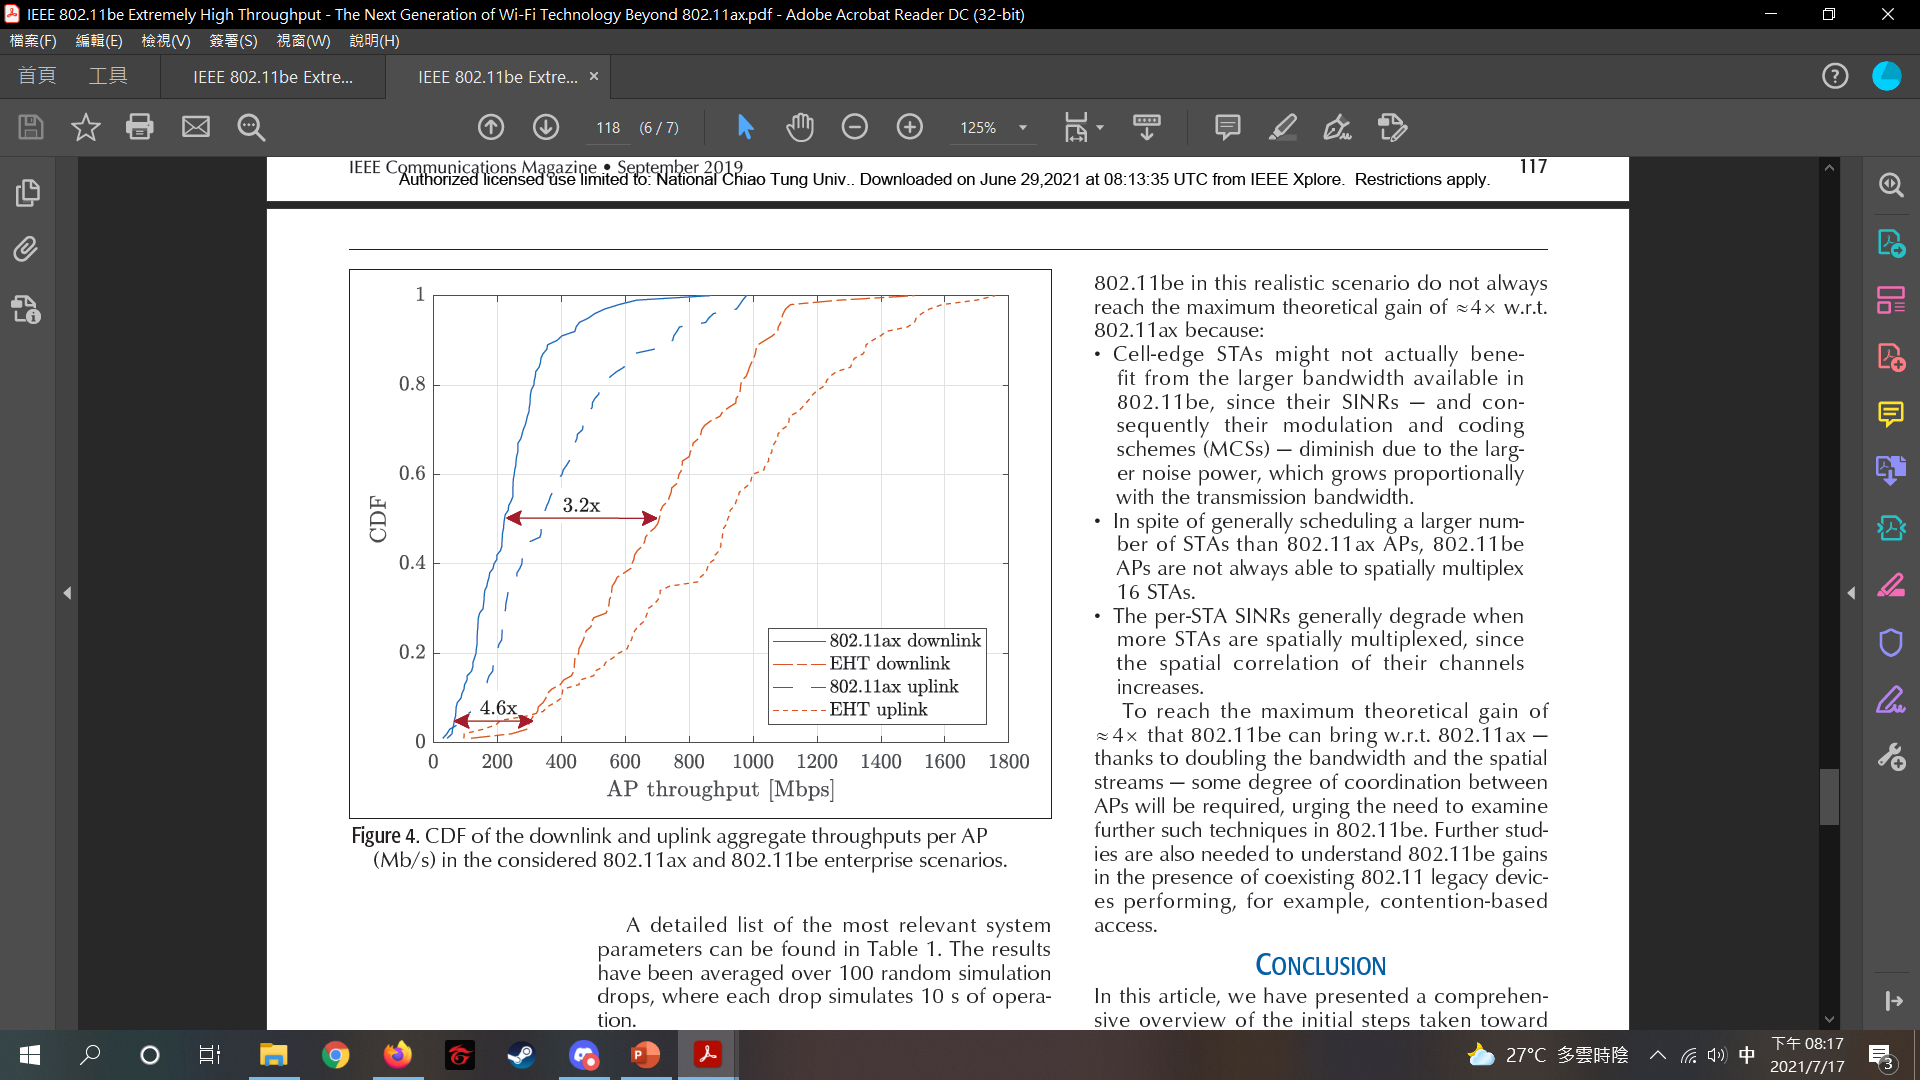 IEEE 802.11be Extremely High Throughput - The Next Generation of Wi-Fi Technology Beyond 802.11ax.pdf - Adobe Acrobat Reader DC (32-bit)
檔案(F) 編輯(E) 檢視(V) 簽署(S) 視窗(W) 說明(H)
首頁 工具 IEEE 802.11be Extre... IEEE 802.11be Extre... ×
118 (6 / 7) 125%
IEEE Communications Magazine • September 2019 117
Authorized licensed use limited to: National Chiao Tung Univ.. Downloaded on June 29,2021 at 08:13:35 UTC from IEEE Xplore. Restrictions apply.
1
0.8
0.6
0.4
0.2
0
CDF
3.2x
4.6x
802.11ax downlink
EHT downlink
802.11ax uplink
EHT uplink
0 200 400 600 800 1000 1200 1400 1600 1800
AP throughput [Mbps]
Figure 4. CDF of the downlink and uplink aggregate throughputs per AP
(Mb/s) in the considered 802.11ax and 802.11be enterprise scenarios.
A detailed list of the most relevant system
parameters can be found in Table 1. The results
have been averaged over 100 random simulation
drops, where each drop simulates 10 s of opera-
tion.
802.11be in this realistic scenario do not always
reach the maximum theoretical gain of ≈4× w.r.t.
802.11ax because:
• Cell-edge STAs might not actually bene-
fit from the larger bandwidth available in
802.11be, since their SINRs — and con-
sequently their modulation and coding
schemes (MCSs) — diminish due to the larg-
er noise power, which grows proportionally
with the transmission bandwidth.
• In spite of generally scheduling a larger num-
ber of STAs than 802.11ax APs, 802.11be
APs are not always able to spatially multiplex
16 STAs.
• The per-STA SINRs generally degrade when
more STAs are spatially multiplexed, since
the spatial correlation of their channels
increases.
To reach the maximum theoretical gain of
≈4× that 802.11be can bring w.r.t. 802.11ax —
thanks to doubling the bandwidth and the spatial
streams — some degree of coordination between
APs will be required, urging the need to examine
further such techniques in 802.11be. Further stud-
ies are also needed to understand 802.11be gains
in the presence of coexisting 802.11 legacy devic-
es performing, for example, contention-based
access.
CONCLUSION
In this article, we have presented a comprehen-
sive overview of the initial steps taken toward
27°C 多雲時陰 中 下午 08:17
2021/7/17 3